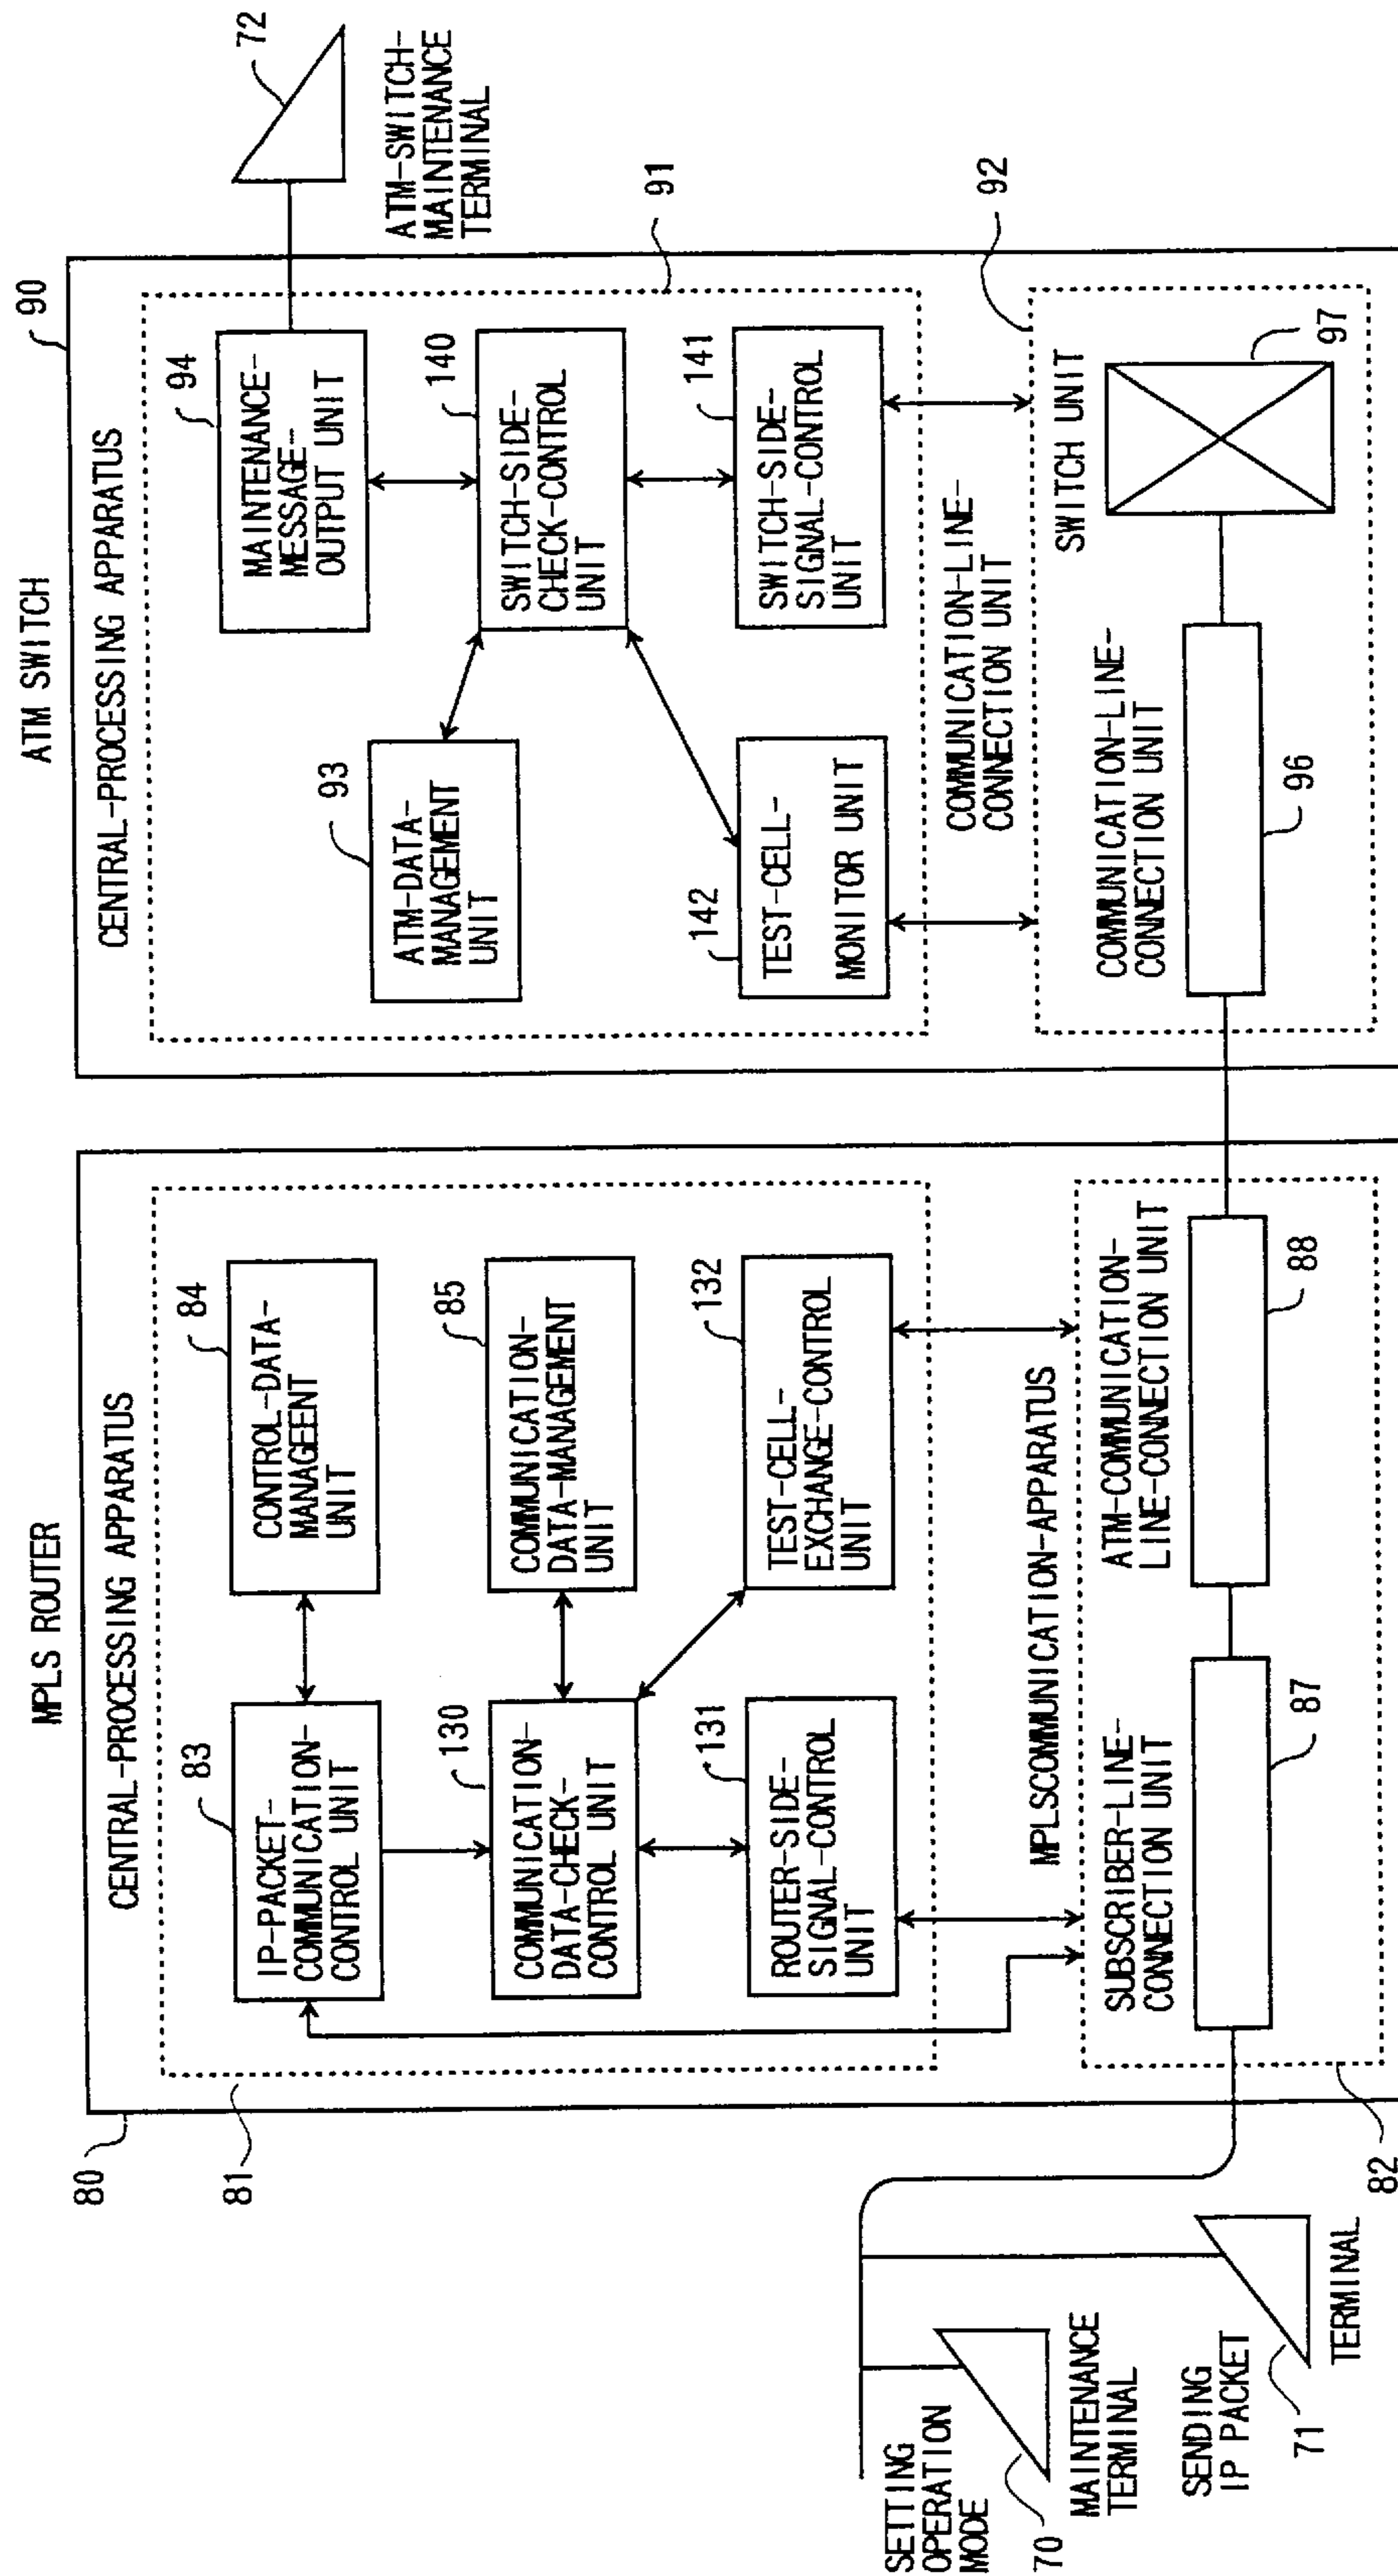 MPLS ROUTER
80
CENTRAL-PROCESSING APPARATUS
81
83
IP-PACKET-
COMMUNICATION-
CONTROL UNIT
84
CONTROL-DATA-
MANAGEENT
UNIT
130
COMMUNICATION-
DATA-CHECK-
CONTROL UNIT
85
COMMUNICATION-
DATA-MANAGEMENT
UNIT
131
ROUTER-SIDE-
SIGNAL-CONTROL
UNIT
132
TEST-CELL-
EXCHANGE-CONTROL
UNIT
MPLSCOMMUNICATION-APPARATUS
SUBSCRIBER-LINE-
CONNECTION UNIT
87
ATM-COMMUNICATION-
LINE-CONNECTION UNIT
88
82
SETTING
OPERATION
MODE
70
MAINTENANCE
TERMINAL
SENDING
IP PACKET
71
TERMINAL
ATM SWITCH
90
CENTRAL-PROCESSING APPARATUS
94
MAINTENANCE-
MESSAGE-
OUTPUT UNIT
72
ATM-SWITCH-
MAINTENANCE
TERMINAL
93
ATM-DATA-
MANAGEMENT
UNIT
140
SWITCH-SIDE-
CHECK-CONTROL
UNIT
91
142
TEST-CELL-
MONITOR UNIT
141
SWITCH-SIDE-
SIGNAL-CONTROL
UNIT
COMMUNICATION-LINE-
CONNECTION UNIT
92
COMMUNICATION-LINE-
CONNECTION UNIT
96
SWITCH UNIT
97